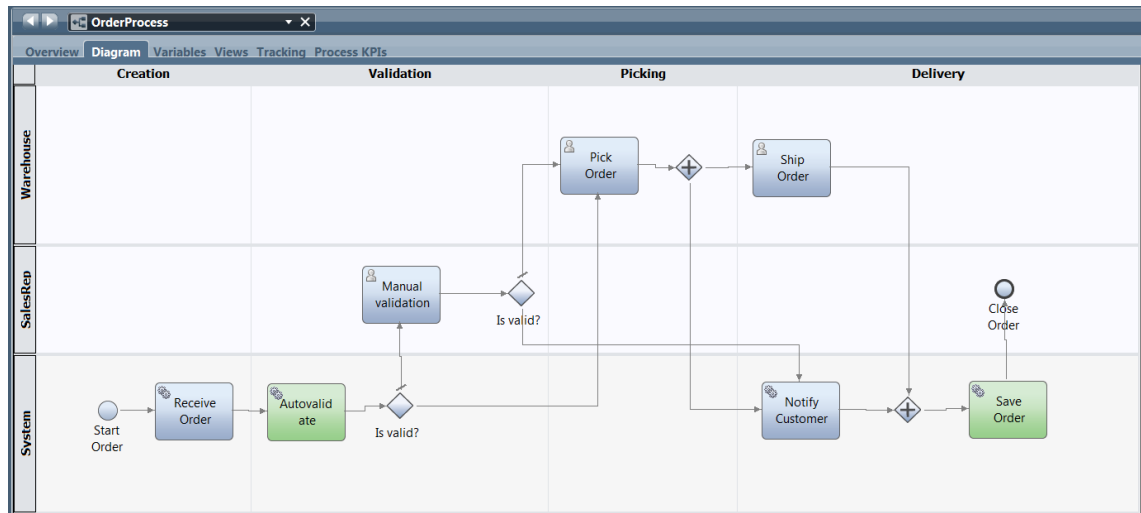 OrderProcess
Overview Diagram Variables Views Tracking Process KPIs
Creation Validation Picking Delivery
Warehouse
Pick
Order
Ship
Order
SalesRep
Manual
validation
Is valid?
Close
Order
System
Start
Order
Receive
Order
Autovalid
ate
Is valid?
Notify
Customer
Save
Order